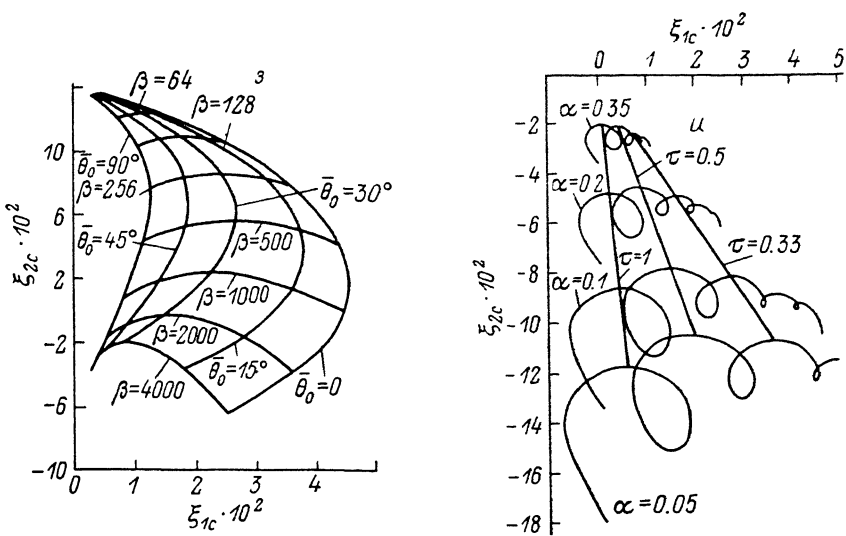 з
β=64
β=128
θ̄₀=90°
β=256
θ̄₀=30°
θ̄₀=45°
β=500
β=1000
β=2000
θ̄₀=15°
β=4000
θ̄₀=0
10
6
2
-2
-6
-10
ξ₂c·10²
0 1 2 3 4
ξ₁c·10²
ξ₁c·10²
0 1 2 3 4 5
и
α=0.35
τ=0.5
α=0.2
τ=0.33
τ=1
α=0.1
α=0.05
-2
-4
-6
-8
-10
-12
-14
-16
-18
ξ₂c·10²